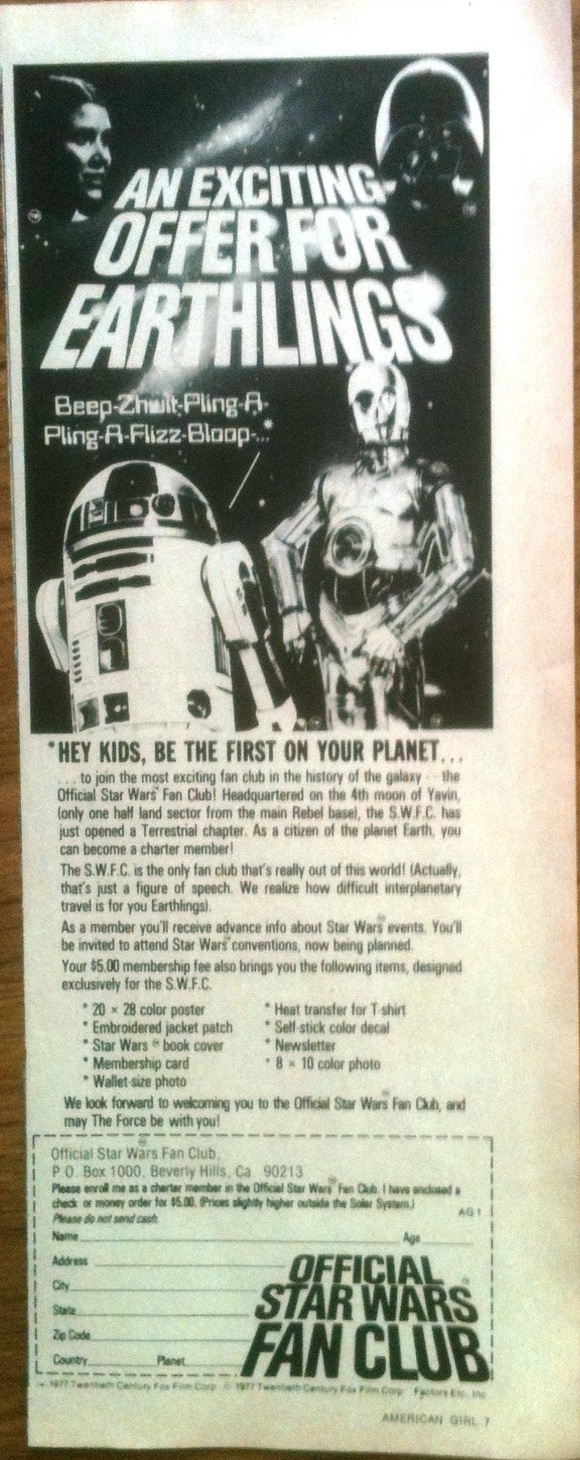 AN EXCITING
OFFER FOR
EARTHLINGS
Beep-Zhwit-Pling-A-
Pling-A-Flizz-Bloop-...*
*HEY KIDS, BE THE FIRST ON YOUR PLANET...
... to join the most exciting fan club in the history of the galaxy -- the
Official Star Wars Fan Club! Headquartered on the 4th moon of Yavin,
(only one half land sector from the main Rebel base), the S.W.F.C. has
just opened a Terrestrial chapter. As a citizen of the planet Earth, you
can become a charter member!
The S.W.F.C. is the only fan club that's really out of this world! (Actually,
that's just a figure of speech. We realize how difficult interplanetary
travel is for you Earthlings).
As a member you'll receive advance info about Star Wars events. You'll
be invited to attend Star Wars conventions, now being planned.
Your $5.00 membership fee also brings you the following items, designed
exclusively for the S.W.F.C.
* 20 × 28 color poster
* Embroidered jacket patch
* Star Wars book cover
* Membership card
* Wallet-size photo
* Heat transfer for T-shirt
* Self-stick color decal
* Newsletter
* 8 × 10 color photo
We look forward to welcoming you to the Official Star Wars Fan Club, and
may The Force be with you!
Official Star Wars Fan Club,
P.O. Box 1000, Beverly Hills, Ca 90213
Please enroll me as a charter member in the Official Star Wars Fan Club. I have enclosed a
check or money order for $5.00. (Prices slightly higher outside the Solar System.)
AG1
Please do not send cash.
Name Age
Address
City
State
Zip Code
Country Planet
OFFICIAL
STAR WARS
FAN CLUB
1977 Twentieth Century Fox Film Corp. © 1977 Twentieth Century Fox Film Corp. Factors Etc., Inc.
AMERICAN GIRL 7